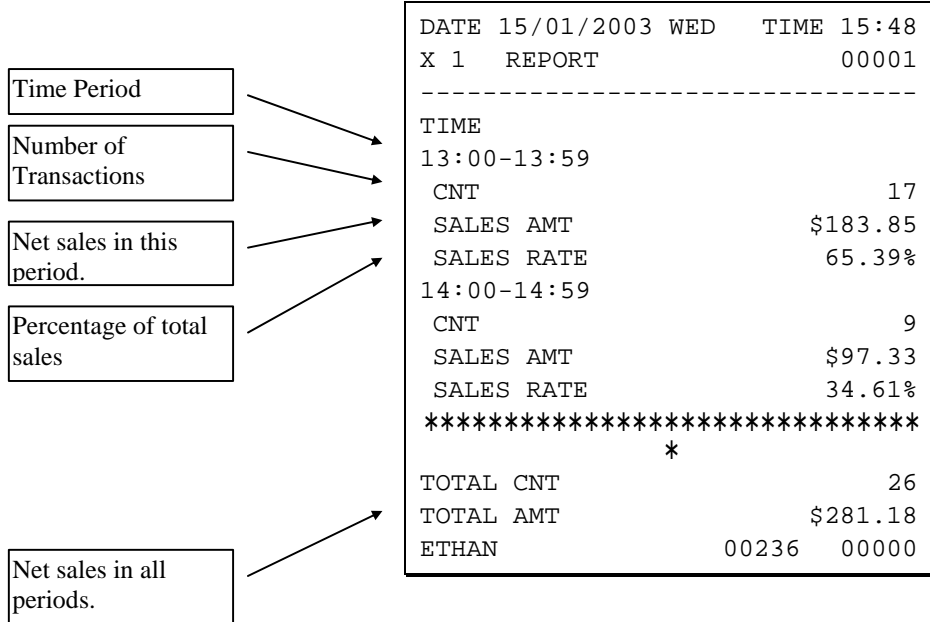 Time Period
Number of
Transactions
Net sales in this
period.
Percentage of total
sales
Net sales in all
periods.
DATE 15/01/2003 WED TIME 15:48
X 1 REPORT 00001
--------------------------------
TIME
13:00-13:59
CNT 17
SALES AMT $183.85
SALES RATE 65.39%
14:00-14:59
CNT 9
SALES AMT $97.33
SALES RATE 34.61%
*******************************
*
TOTAL CNT 26
TOTAL AMT $281.18
ETHAN 00236 00000